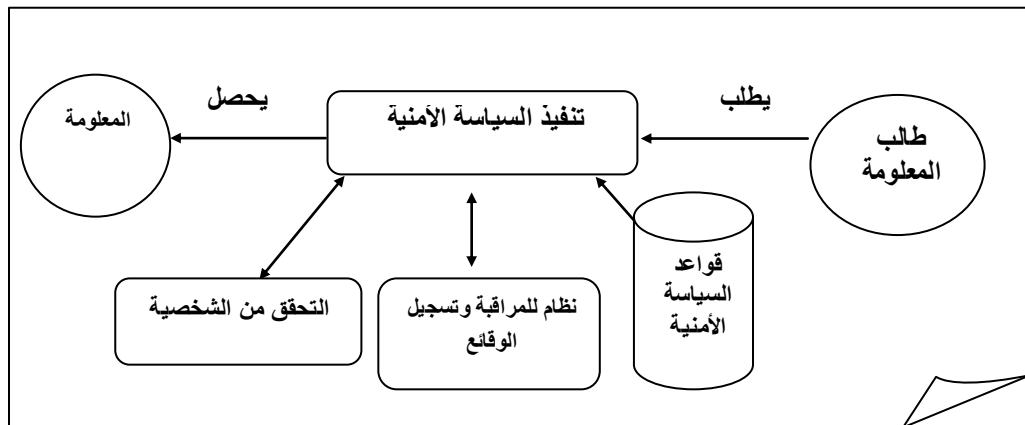 يطلب
يحصل
طالب
المعلومة
تنفيذ السياسة الأمنية
المعلومة
قواعد
السياسة
الأمنية
نظام للمراقبة وتسجيل
الوقائع
التحقق من الشخصية